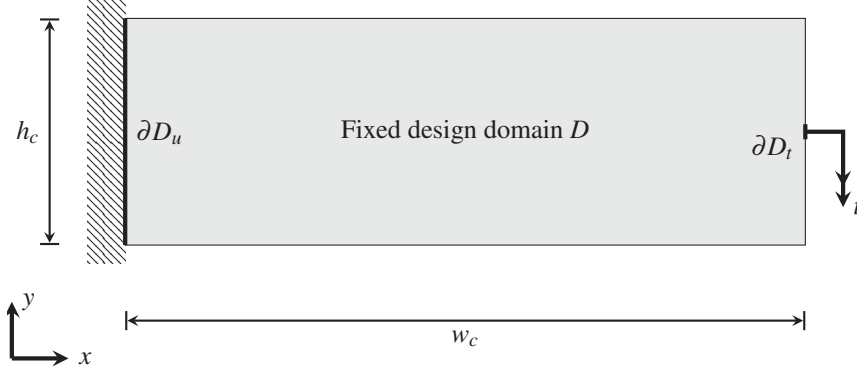 h_c
∂D_u
Fixed design domain D
∂D_t
y
x
w_c